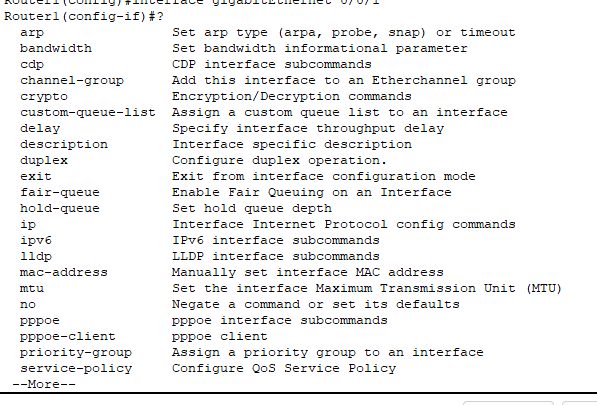 Router1(config)#interface gigabitEthernet 0/0/1
Router1(config-if)#?
arp Set arp type (arpa, probe, snap) or timeout
bandwidth Set bandwidth informational parameter
cdp CDP interface subcommands
channel-group Add this interface to an Etherchannel group
crypto Encryption/Decryption commands
custom-queue-list Assign a custom queue list to an interface
delay Specify interface throughput delay
description Interface specific description
duplex Configure duplex operation.
exit Exit from interface configuration mode
fair-queue Enable Fair Queuing on an Interface
hold-queue Set hold queue depth
ip Interface Internet Protocol config commands
ipv6 IPv6 interface subcommands
lldp LLDP interface subcommands
mac-address Manually set interface MAC address
mtu Set the interface Maximum Transmission Unit (MTU)
no Negate a command or set its defaults
pppoe pppoe interface subcommands
pppoe-client pppoe client
priority-group Assign a priority group to an interface
service-policy Configure QoS Service Policy
--More--